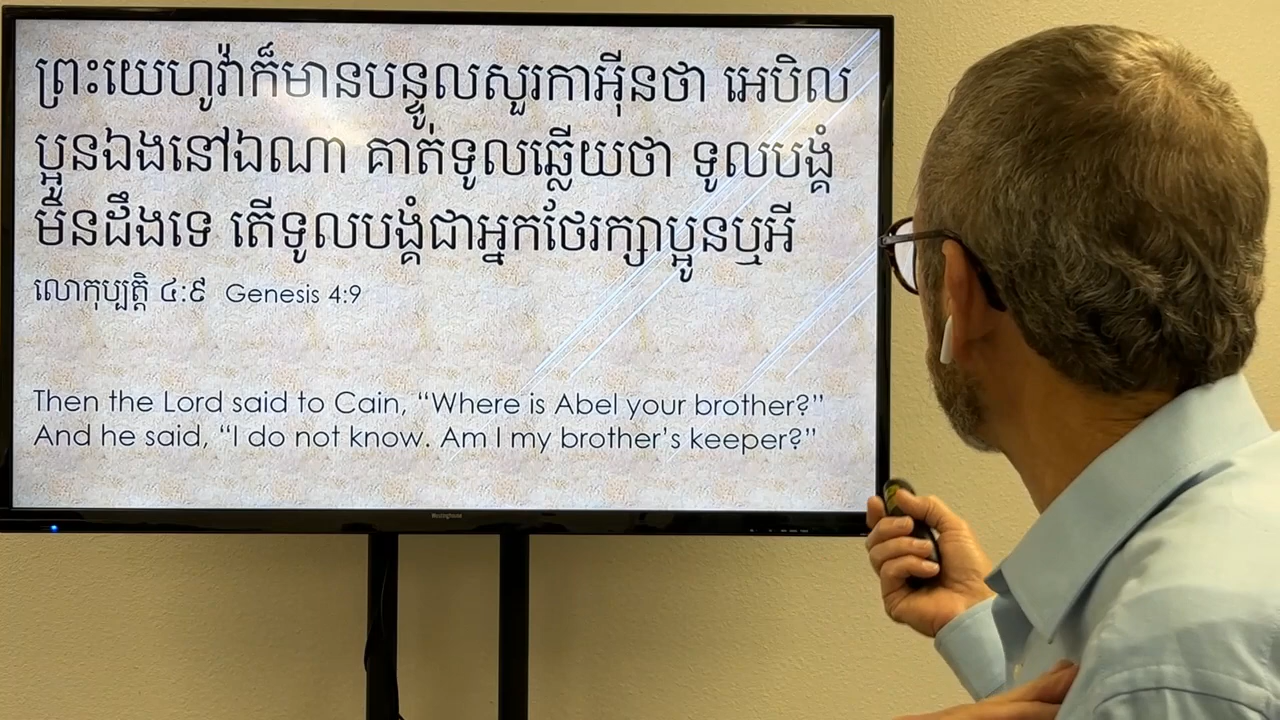 ព្រះយេហូវ៉ាក៏មានបន្ទូលសួរកាអ៊ីនថា អេបិល
ប្អូនឯងនៅឯណា គាត់ទូលឆ្លើយថា ទូលបង្គំ
មិនដឹងទេ តើទូលបង្គំជាអ្នកថែរក្សាប្អូនឬអី
លោកុប្បត្តិ ៤:៩ Genesis 4:9
Then the Lord said to Cain, “Where is Abel your brother?”
And he said, “I do not know. Am I my brother’s keeper?”
Westinghouse